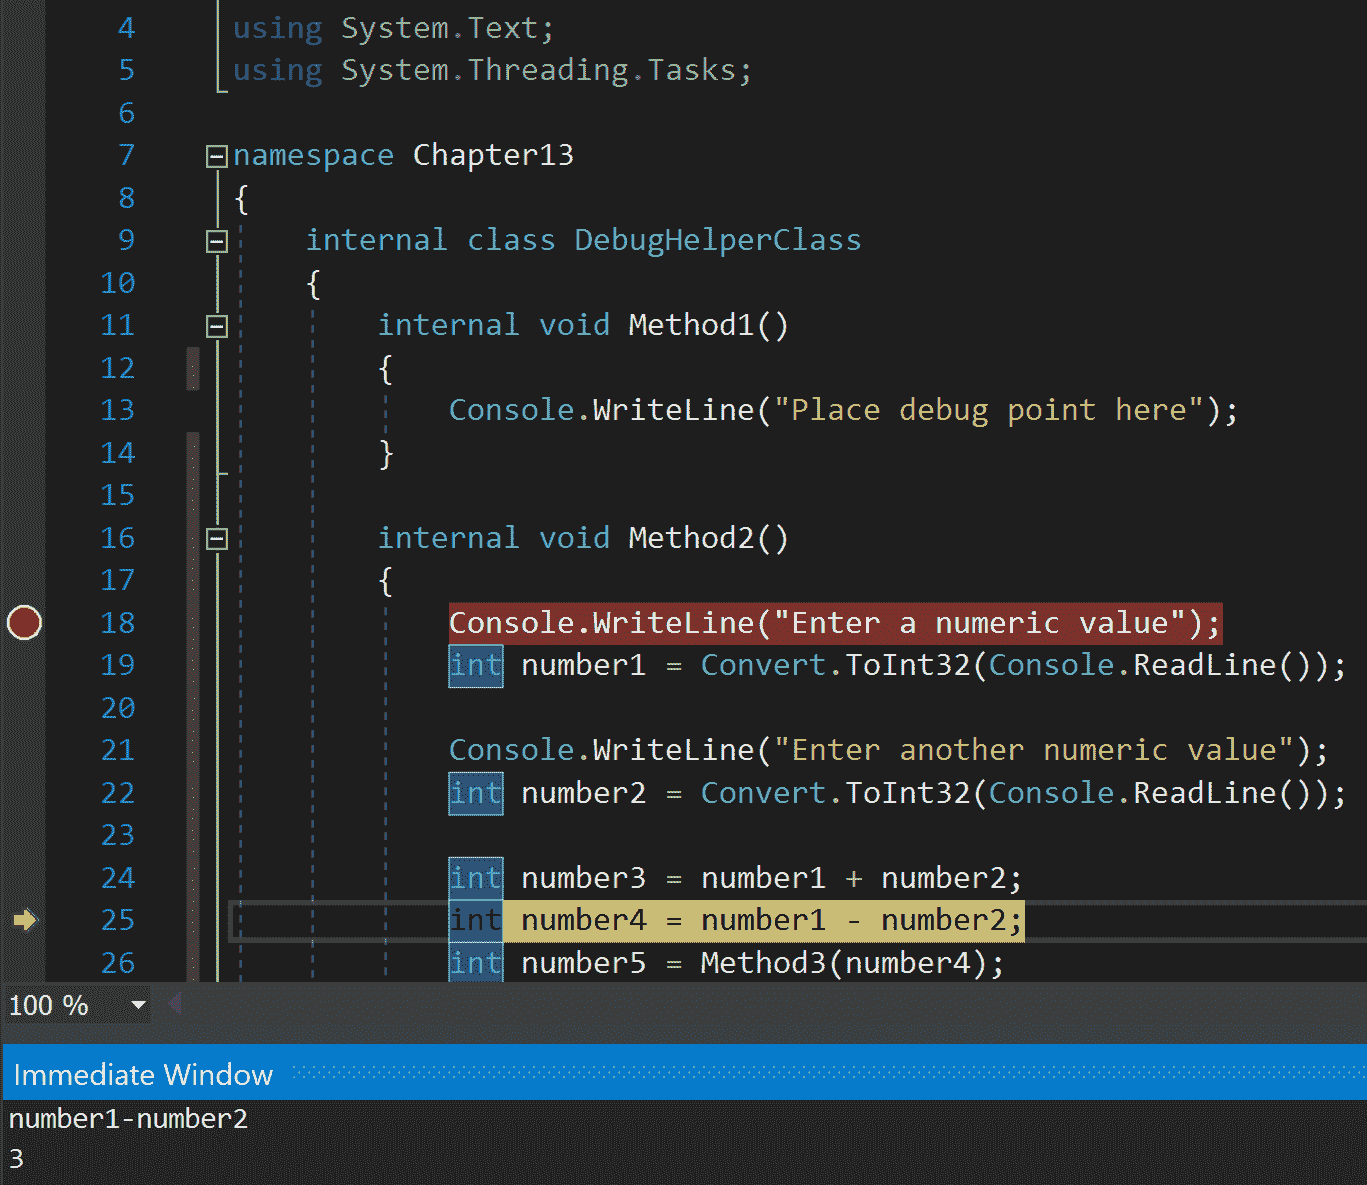 4 using System.Text;
5 using System.Threading.Tasks;
6
7 namespace Chapter13
8 {
9 internal class DebugHelperClass
10 {
11 internal void Method1()
12 {
13 Console.WriteLine("Place debug point here");
14 }
15
16 internal void Method2()
17 {
18 Console.WriteLine("Enter a numeric value");
19 int number1 = Convert.ToInt32(Console.ReadLine());
20
21 Console.WriteLine("Enter another numeric value");
22 int number2 = Convert.ToInt32(Console.ReadLine());
23
24 int number3 = number1 + number2;
25 int number4 = number1 - number2;
26 int number5 = Method3(number4);
100 %
Immediate Window
number1-number2
3